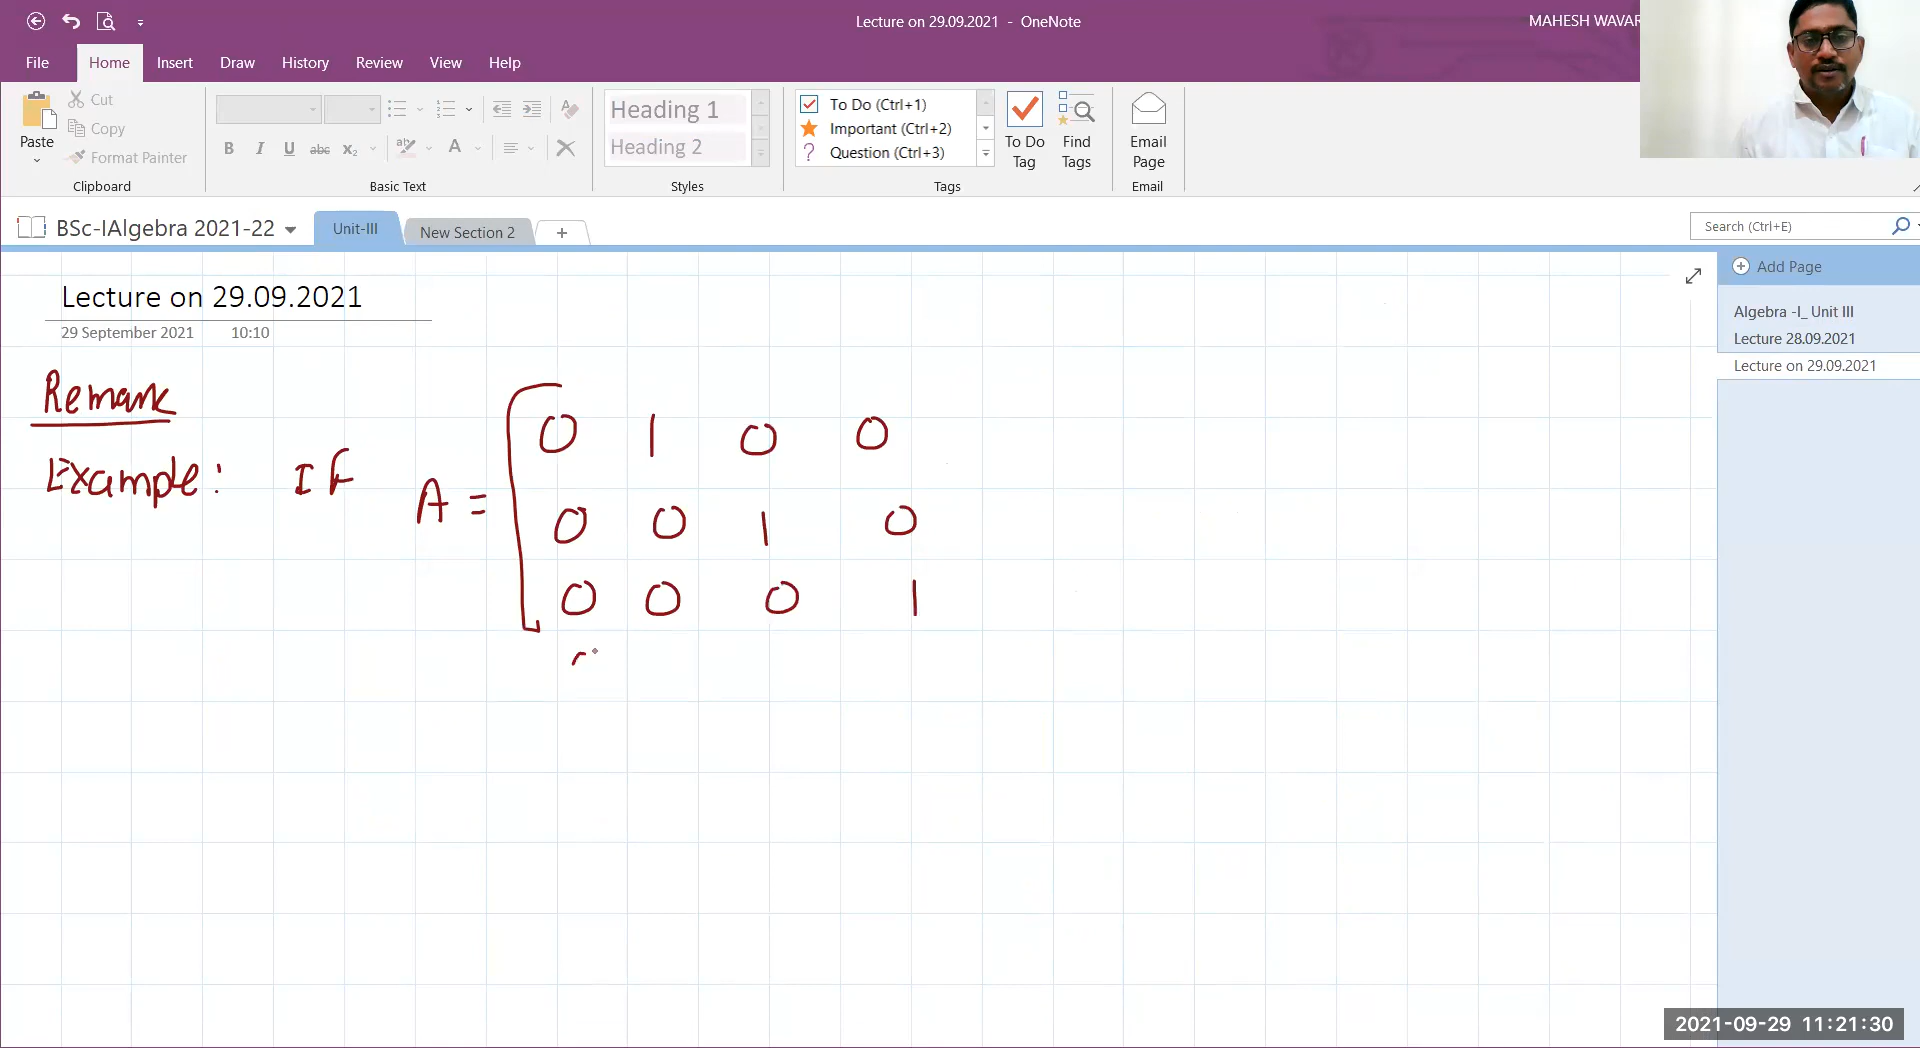 Lecture on 29.09.2021 - OneNote
MAHESH WAVAR
File Home Insert Draw History Review View Help
Paste
Cut
Copy
Format Painter
Clipboard
B I U abc x₂ ab A
Basic Text
Heading 1
Heading 2
Styles
To Do (Ctrl+1)
Important (Ctrl+2)
? Question (Ctrl+3)
Tags
To Do Tag
Find Tags
Email Page
Email
BSc-IAlgebra 2021-22
Unit-III
New Section 2
+
Search (Ctrl+E)
Add Page
Algebra -I_ Unit III
Lecture 28.09.2021
Lecture on 29.09.2021
Lecture on 29.09.2021
29 September 2021 10:10
Remark
Example: If A = [
0 1 0 0
0 0 1 0
0 0 0 1
2021-09-29 11:21:30